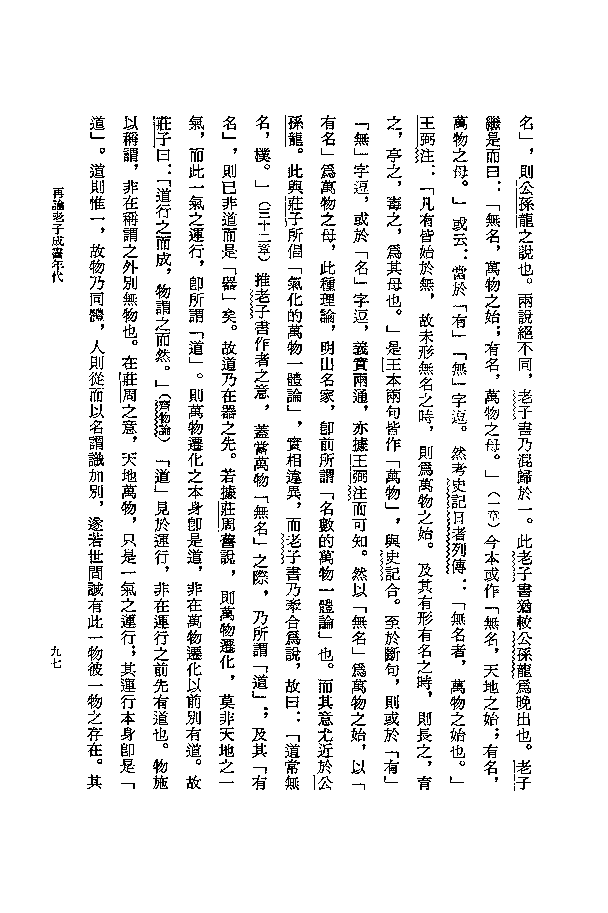 名」，則公孫龍之說也。兩說絕不同，老子書乃混歸於一。此老子書猶較公孫龍為晚出也。老子
繼是而曰：「無名，萬物之始；有名，萬物之母。」（一章）今本或作「無名，天地之始；有名，
萬物之母。」或云：當於「有」「無」字逗。然考史記日者列傳：「無名者，萬物之始也。」
王弼注：「凡有皆始於無，故未形無名之時，則為萬物之始。及其有形有名之時，則長之，育
之，亭之，毒之，為其母也。」是王本兩句皆作「萬物」，與史記合。至於斷句，則或於「有」
「無」字逗，或於「名」字逗，義實兩通，亦據王弼注而可知。然以「無名」為萬物之始，以「
有名」為萬物之母，此種理論，明出名家，卽前所謂「名數的萬物一體論」也。而其意尤近於公
孫龍。此與莊子所倡「氣化的萬物一體論」，實相違異，而老子書乃牽合為說，故曰：「道常無
名，樸。」（三十二章）推老子書作者之意，蓋當萬物「無名」之際，乃所謂「道」；及其「有
名」，則已非道而是「器」矣。故道乃在器之先。若據莊周舊說，則萬物遷化，莫非天地之一
氣，而此一氣之運行，卽所謂「道」。則萬物遷化之本身卽是道，非在萬物遷化以前別有道。故
莊子曰：「道行之而成，物謂之而然。」（齊物論）「道」見於運行，非在運行之前先有道也。物施
以稱謂，非在稱謂之外別無物也。在莊周之意，天地萬物，只是一氣之運行；其運行本身卽是「
道」。道則惟一，故物乃同體，人則從而以名謂識加別，遂若世間誠有此一物彼一物之存在。其
再論老子成書年代
九七